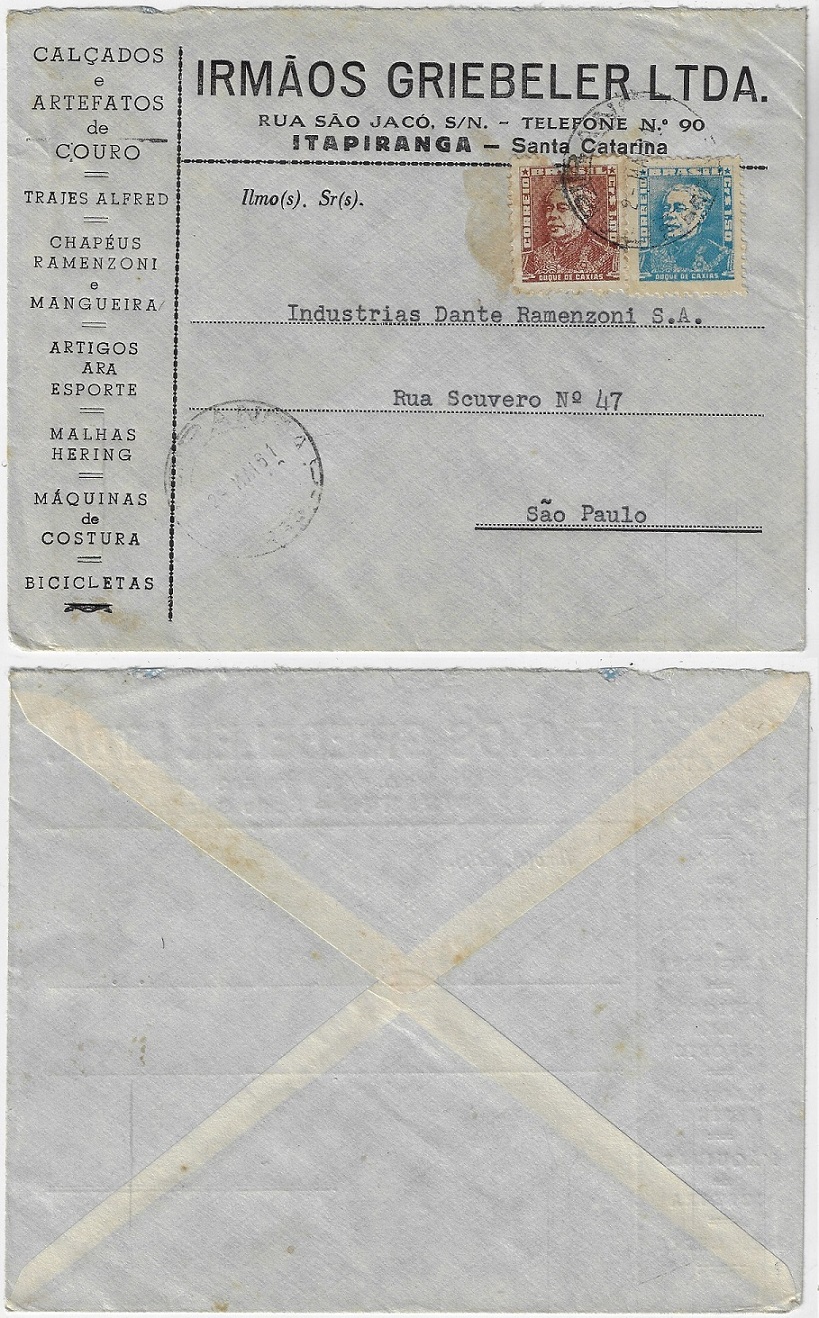 CALÇADOS
e
ARTEFATOS
de
COURO
TRAJES ALFRED
CHAPÉUS
RAMENZONI
e
MANGUEIRA
ARTIGOS
ARA
ESPORTE
MALHAS
HERING
MÁQUINAS
de
COSTURA
BICICLETAS
IRMÃOS GRIEBELER LTDA.
RUA SÃO JACÓ, S/N. - TELEFONE N.º 90
ITAPIRANGA — Santa Catarina
Ilmo(s). Sr(s).
BRASIL
CORREIO
DUQUE DE CAXIAS
BRASIL
CORREIO
DUQUE DE CAXIAS
Industrias Dante Ramenzoni S.A.
Rua Scuvero Nº 47
São Paulo